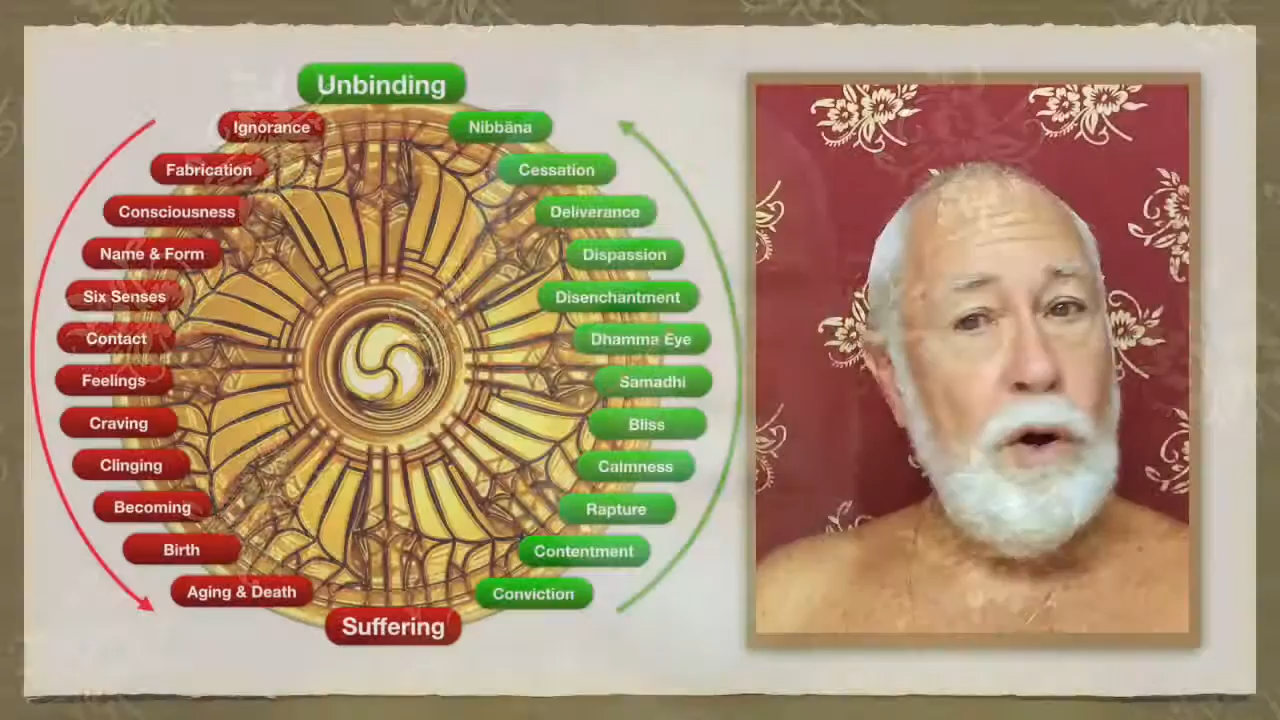 Unbinding
Ignorance
Fabrication
Consciousness
Name & Form
Six Senses
Contact
Feelings
Craving
Clinging
Becoming
Birth
Aging & Death
Suffering
Nibbāna
Cessation
Deliverance
Dispassion
Disenchantment
Dhamma Eye
Samadhi
Bliss
Calmness
Rapture
Contentment
Conviction